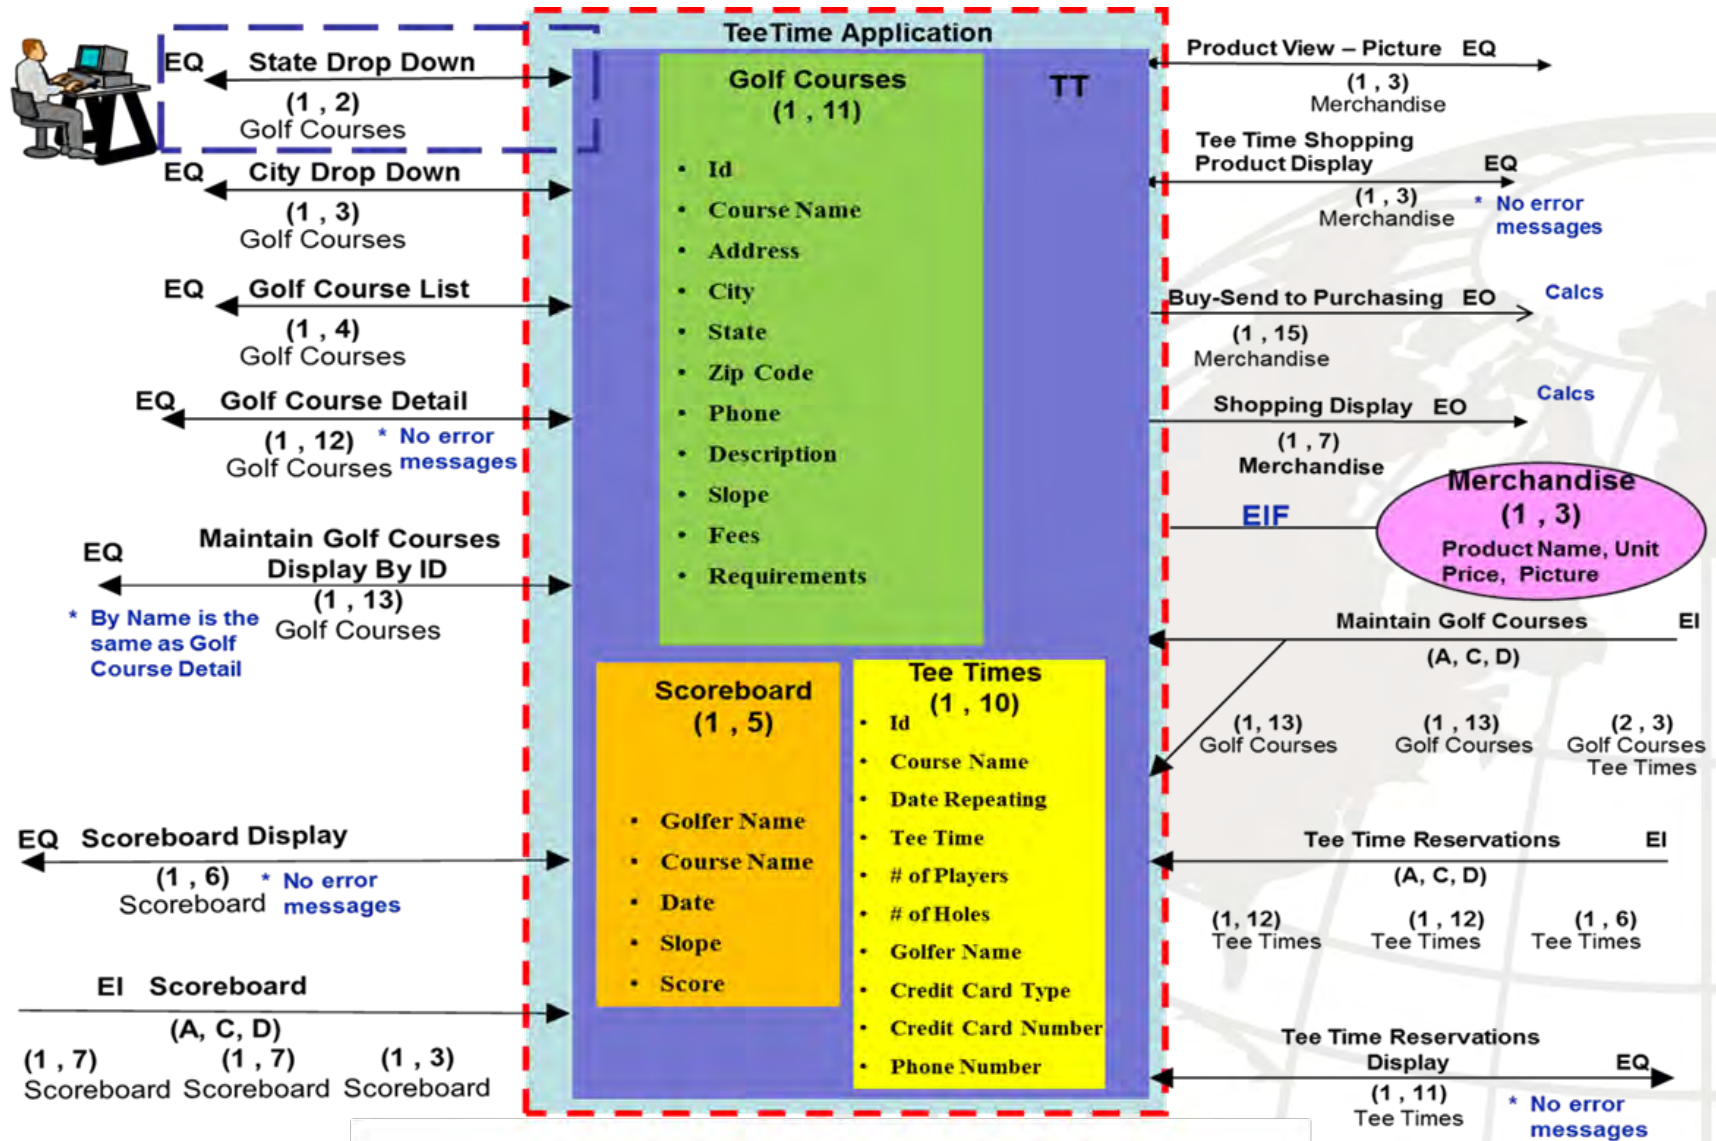 TeeTime Application
EQ State Drop Down
(1 , 2)
Golf Courses
EQ City Drop Down
(1 , 3)
Golf Courses
EQ Golf Course List
(1 , 4)
Golf Courses
EQ Golf Course Detail
(1 , 12)
Golf Courses
* No error
messages
Maintain Golf Courses
EQ
Display By ID
(1 , 13)
Golf Courses
* By Name is the
same as Golf
Course Detail
EQ Scoreboard Display
(1 , 6)
Scoreboard
* No error
messages
EI Scoreboard
(A, C, D)
(1 , 7) (1 , 7) (1 , 3)
Scoreboard Scoreboard Scoreboard
Golf Courses
(1 , 11)
TT
• Id
• Course Name
• Address
• City
• State
• Zip Code
• Phone
• Description
• Slope
• Fees
• Requirements
Scoreboard
(1 , 5)
• Golfer Name
• Course Name
• Date
• Slope
• Score
Tee Times
(1 , 10)
• Id
• Course Name
• Date Repeating
• Tee Time
• # of Players
• # of Holes
• Golfer Name
• Credit Card Type
• Credit Card Number
• Phone Number
Product View – Picture EQ
(1 , 3)
Merchandise
Tee Time Shopping
Product Display EQ
(1 , 3)
Merchandise
* No error
messages
Buy-Send to Purchasing EO Calcs
(1 , 15)
Merchandise
Shopping Display EO Calcs
(1 , 7)
Merchandise
EIF
Merchandise
(1 , 3)
Product Name, Unit
Price, Picture
Maintain Golf Courses EI
(A, C, D)
(1, 13) (1 , 13) (2 , 3)
Golf Courses Golf Courses Golf Courses
Tee Times
Tee Time Reservations EI
(A, C, D)
(1, 12) (1 , 12) (1 , 6)
Tee Times Tee Times Tee Times
Tee Time Reservations
Display EQ
(1 , 11)
Tee Times
* No error
messages